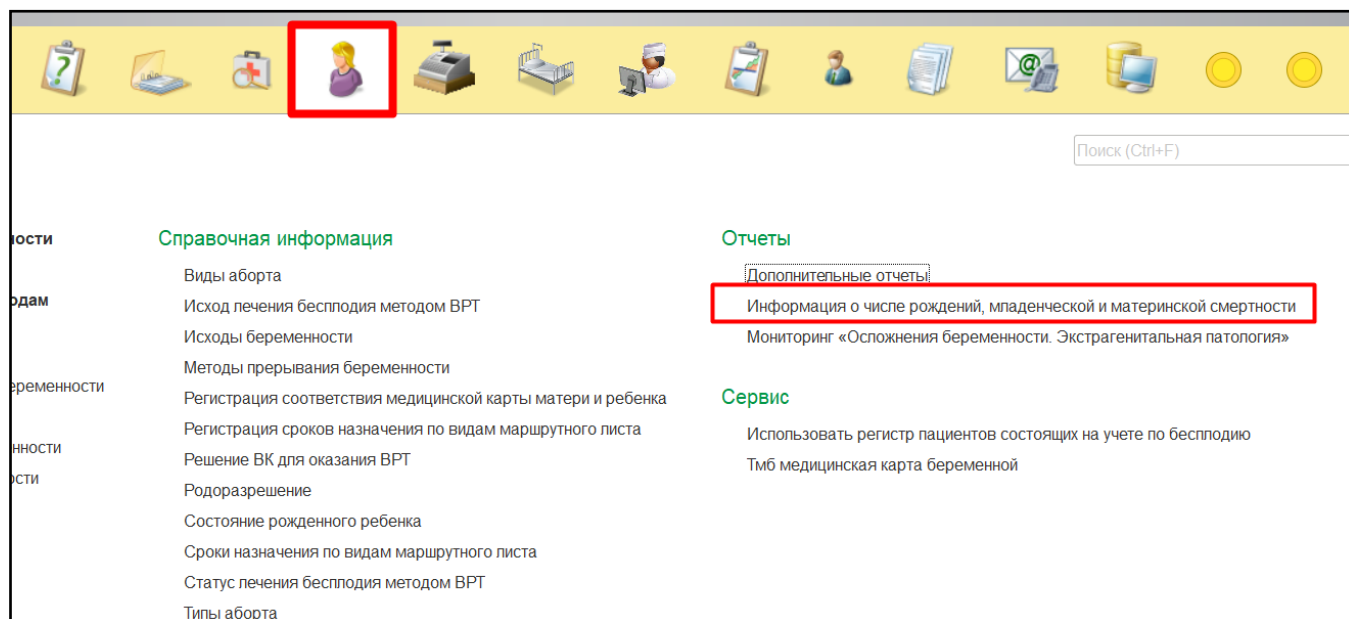 Поиск (Ctrl+F)
ности
одам
еременности
нности
ости
Справочная информация
Виды аборта
Исход лечения бесплодия методом ВРТ
Исходы беременности
Методы прерывания беременности
Регистрация соответствия медицинской карты матери и ребенка
Регистрация сроков назначения по видам маршрутного листа
Решение ВК для оказания ВРТ
Родоразрешение
Состояние рожденного ребенка
Сроки назначения по видам маршрутного листа
Статус лечения бесплодия методом ВРТ
Типы аборта
Отчеты
Дополнительные отчеты
Информация о числе рождений, младенческой и материнской смертности
Мониторинг «Осложнения беременности. Экстрагенитальная патология»
Сервис
Использовать регистр пациентов состоящих на учете по бесплодию
Тмб медицинская карта беременной